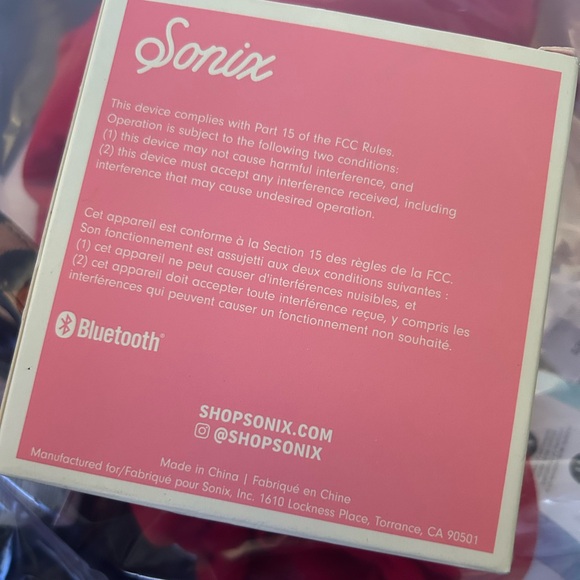 Sonix
This device complies with Part 15 of the FCC Rules.
Operation is subject to the following two conditions:
(1) this device may not cause harmful interference, and
(2) this device must accept any interference received, including
interference that may cause undesired operation.
Cet appareil est conforme à la Section 15 des règles de la FCC.
Son fonctionnement est assujetti aux deux conditions suivantes :
(1) cet appareil ne peut causer d'interférences nuisibles, et
(2) cet appareil doit accepter toute interférence reçue, y compris les
interférences qui peuvent causer un fonctionnement non souhaité.
Bluetooth®
SHOPSONIX.COM
@SHOPSONIX
Made in China | Fabriqué en Chine
Manufactured for/Fabriqué pour Sonix, Inc. 1610 Lockness Place, Torrance, CA 90501